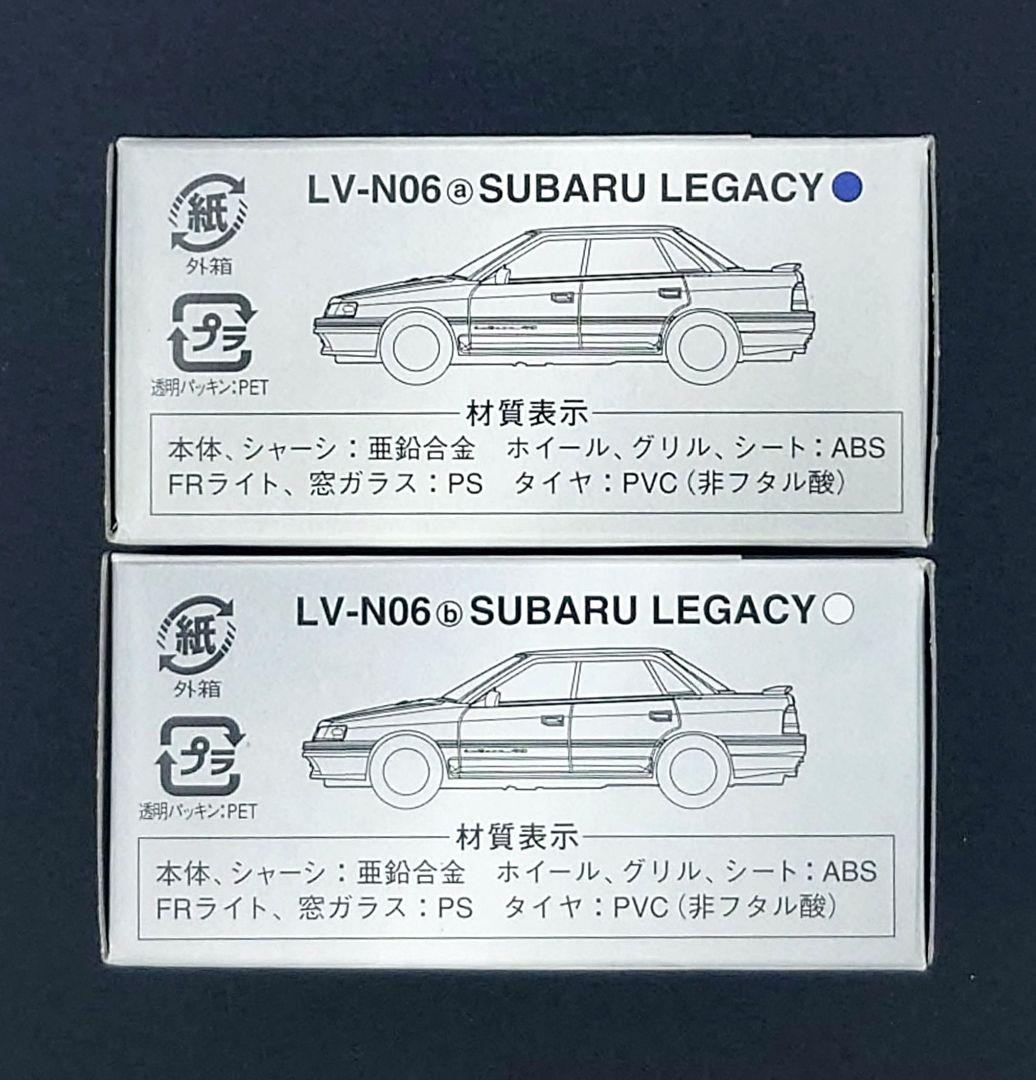 LV-N06ⓐSUBARU LEGACY
紙
外箱
プラ
透明パッキン:PET
材質表示
本体、シャーシ：亜鉛合金　ホイール、グリル、シート：ABS
FRライト、窓ガラス：PS　タイヤ：PVC（非フタル酸）
LV-N06ⓑSUBARU LEGACY
紙
外箱
プラ
透明パッキン:PET
材質表示
本体、シャーシ：亜鉛合金　ホイール、グリル、シート：ABS
FRライト、窓ガラス：PS　タイヤ：PVC（非フタル酸）